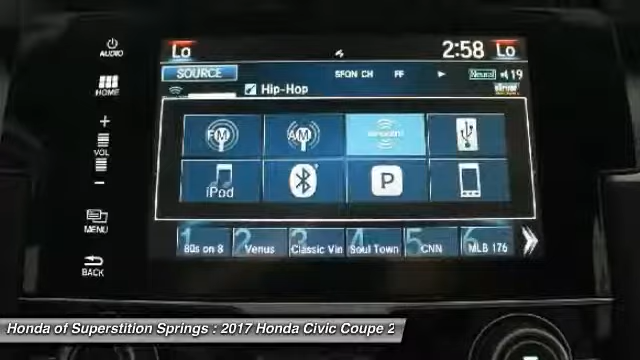 AUDIO
HOME
+
VOL
−
MENU
BACK
Lo
2:58 Lo
SOURCE
CH
Neural 19
Hip-Hop
FM
AM
iPod
P
1 2 3 4 5 6
80s on 8 Venus Classic Vin Soul Town CNN MLB 176
Honda of Superstition Springs : 2017 Honda Civic Coupe 2